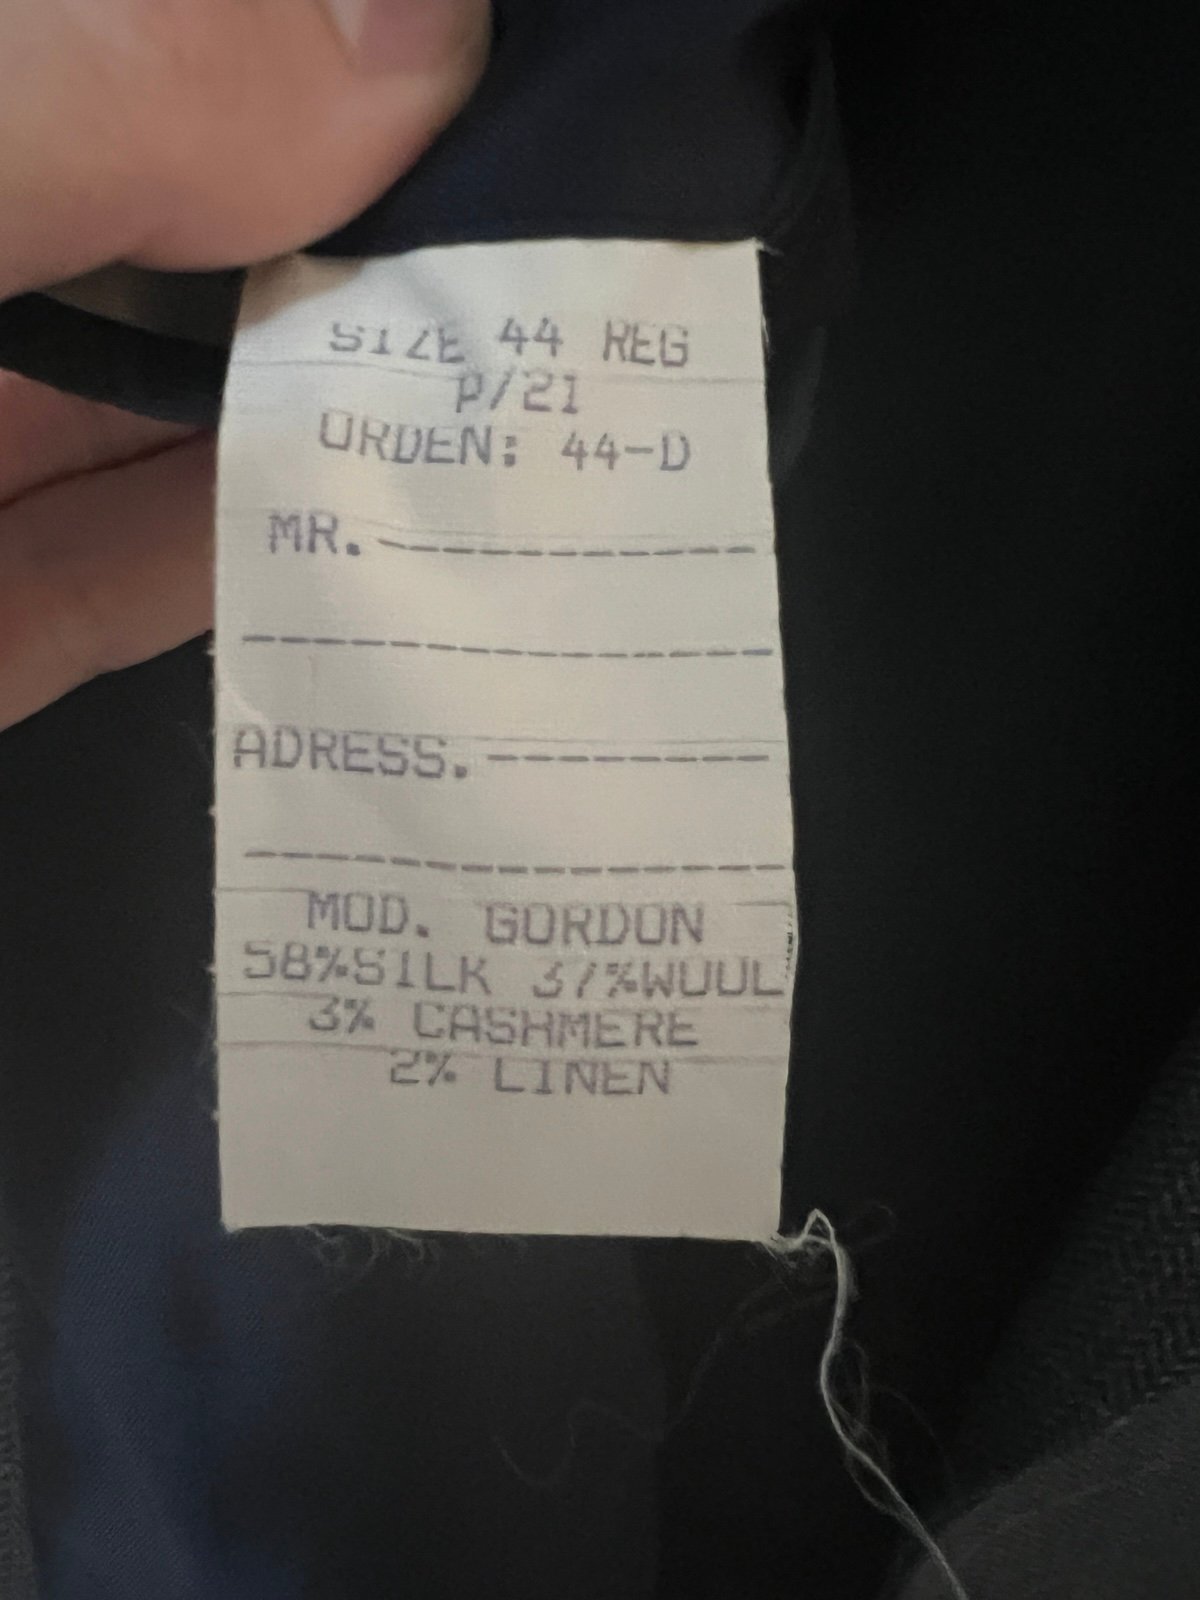 SIZE 44 REG
P/21
ORDEN: 44-D
MR.
ADRESS.
MOD. GORDON
58%SILK 37%WOOL
3% CASHMERE
2% LINEN